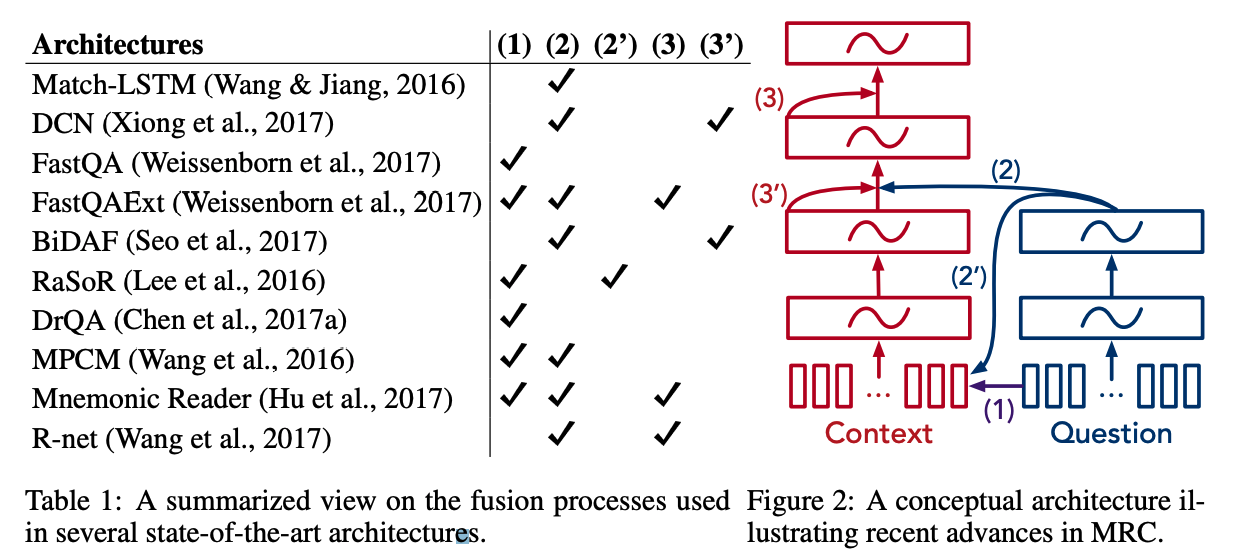 Architectures (1) (2) (2’) (3) (3’)
Match-LSTM (Wang & Jiang, 2016) ✓
DCN (Xiong et al., 2017) ✓ ✓
FastQA (Weissenborn et al., 2017) ✓
FastQAExt (Weissenborn et al., 2017) ✓ ✓ ✓
BiDAF (Seo et al., 2017) ✓ ✓
RaSoR (Lee et al., 2016) ✓ ✓
DrQA (Chen et al., 2017a) ✓
MPCM (Wang et al., 2016) ✓ ✓
Mnemonic Reader (Hu et al., 2017) ✓ ✓ ✓
R-net (Wang et al., 2017) ✓ ✓
Table 1: A summarized view on the fusion processes used
in several state-of-the-art architectures.
(3)
(3’)
(2)
(2’)
... ...
(1)
Context Question
Figure 2: A conceptual architecture il-
lustrating recent advances in MRC.